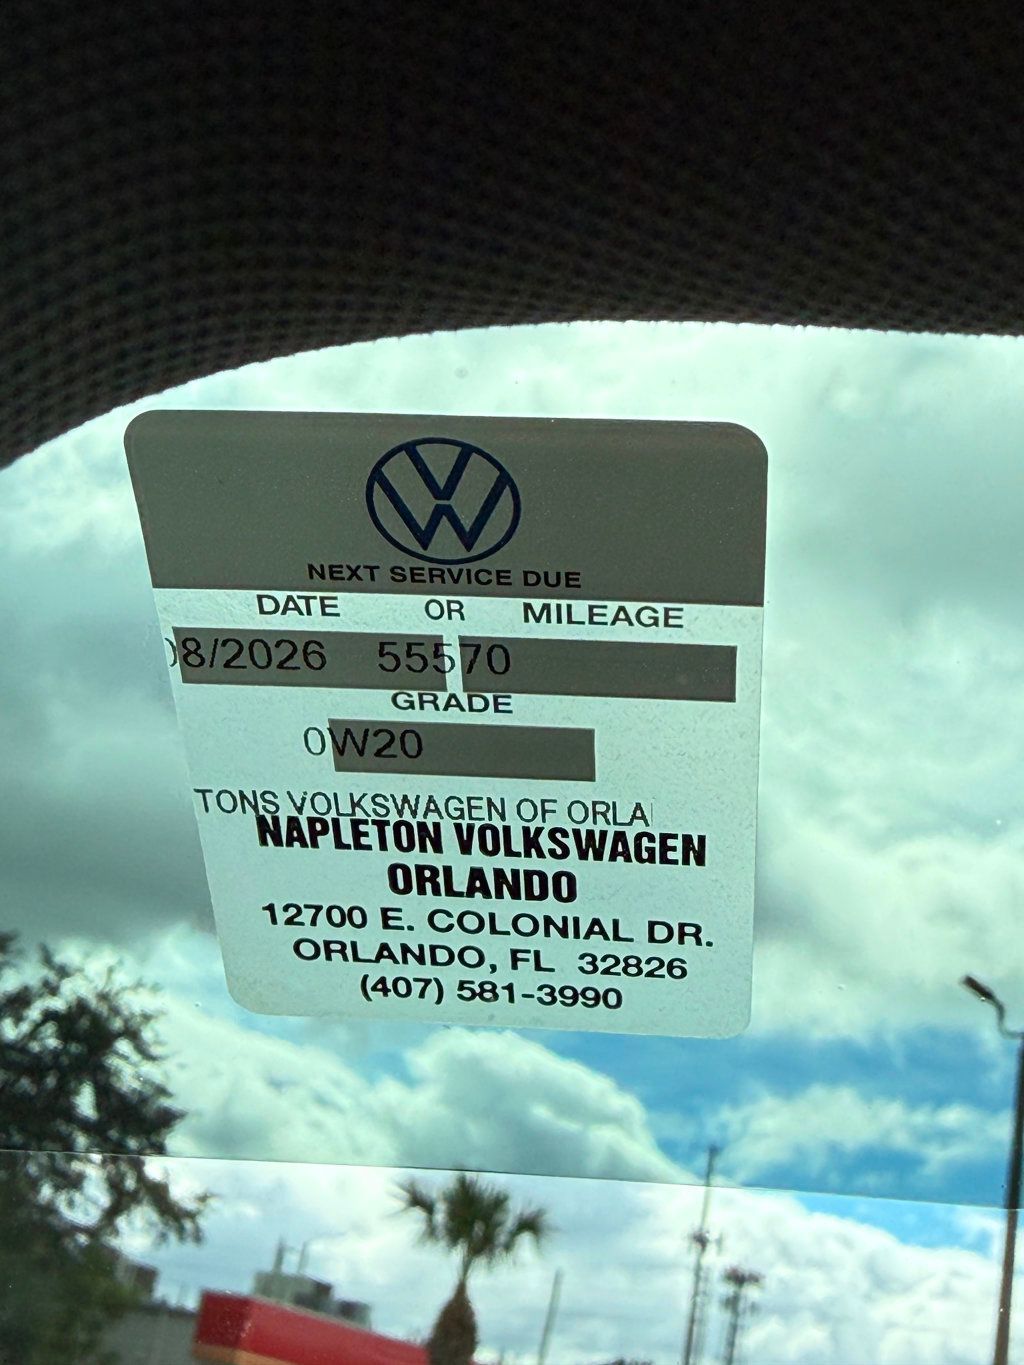 NEXT SERVICE DUE
DATE OR MILEAGE
08/2026 55570
GRADE
0W20
TONS VOLKSWAGEN OF ORLA
NAPLETON VOLKSWAGEN
ORLANDO
12700 E. COLONIAL DR.
ORLANDO, FL 32826
(407) 581-3990